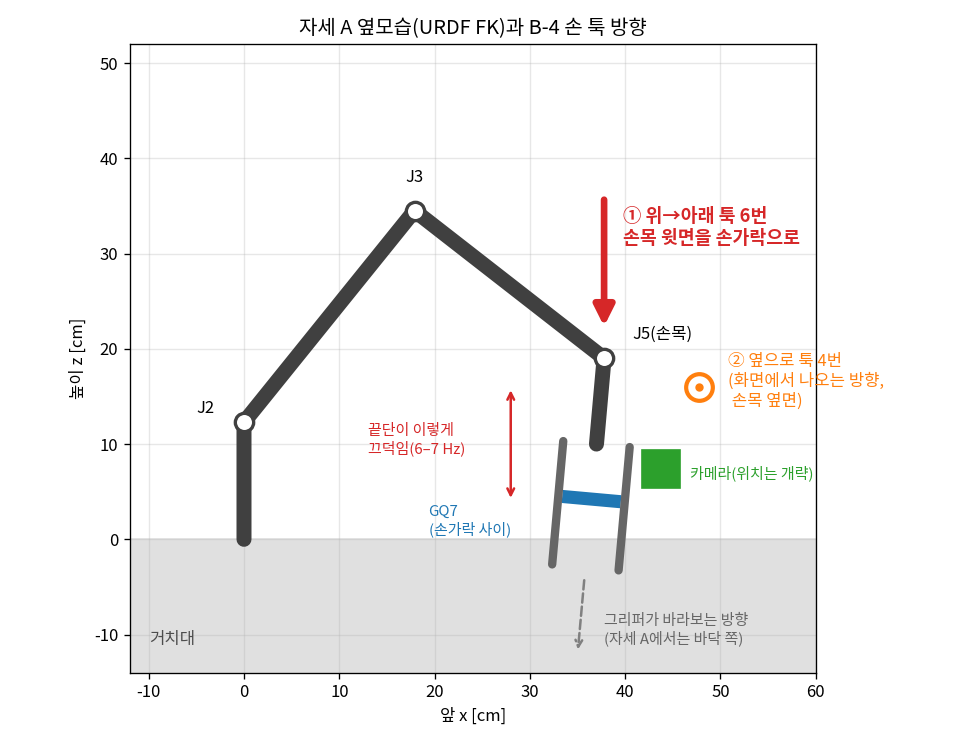 자세 A 옆모습(URDF FK)과 B-4 손 툭 방향
50
40
30
20
10
0
-10
높이 z [cm]
J3
① 위→아래 툭 6번
손목 윗면을 손가락으로
J5(손목)
② 옆으로 툭 4번
(화면에서 나오는 방향,
손목 옆면)
J2
끝단이 이렇게
끄덕임(6–7 Hz)
카메라(위치는 개략)
GQ7
(손가락 사이)
그리퍼가 바라보는 방향
(자세 A에서는 바닥 쪽)
거치대
-10
0
10
20
30
40
50
60
앞 x [cm]